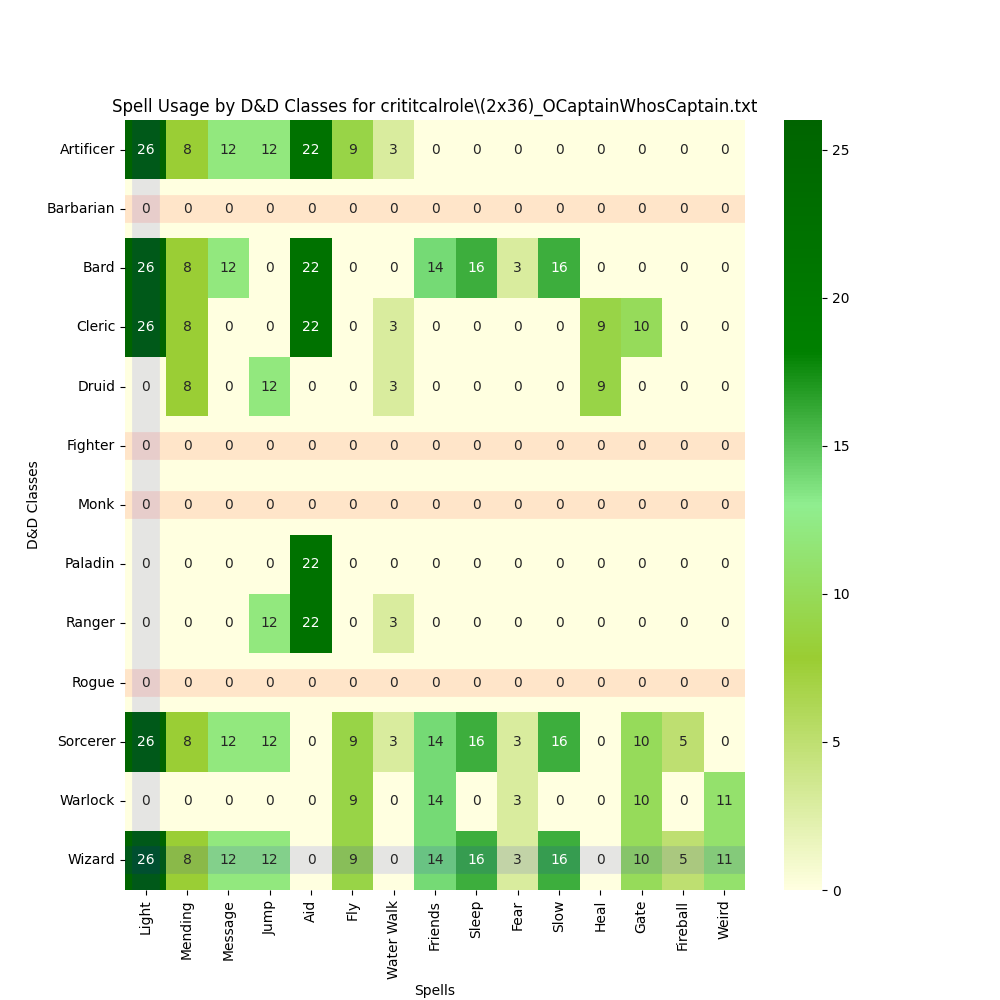 Spell Usage by D&D Classes for crititcalrole\(2x36)_OCaptainWhosCaptain.txt
Artificer 26 8 12 12 22 9 3 0 0 0 0 0 0 0 0
Barbarian 0 0 0 0 0 0 0 0 0 0 0 0 0 0 0
Bard 26 8 12 0 22 0 0 14 16 3 16 0 0 0 0
Cleric 26 8 0 0 22 0 3 0 0 0 0 9 10 0 0
Druid 0 8 0 12 0 0 3 0 0 0 0 9 0 0 0
Fighter 0 0 0 0 0 0 0 0 0 0 0 0 0 0 0
Monk 0 0 0 0 0 0 0 0 0 0 0 0 0 0 0
Paladin 0 0 0 0 22 0 0 0 0 0 0 0 0 0 0
Ranger 0 0 0 12 22 0 3 0 0 0 0 0 0 0 0
Rogue 0 0 0 0 0 0 0 0 0 0 0 0 0 0 0
Sorcerer 26 8 12 12 0 9 3 14 16 3 16 0 10 5 0
Warlock 0 0 0 0 0 9 0 14 0 3 0 0 10 0 11
Wizard 26 8 12 12 0 9 0 14 16 3 16 0 10 5 11
D&D Classes
Light Mending Message Jump Aid Fly Water Walk Friends Sleep Fear Slow Heal Gate Fireball Weird
Spells
25
20
15
10
5
0